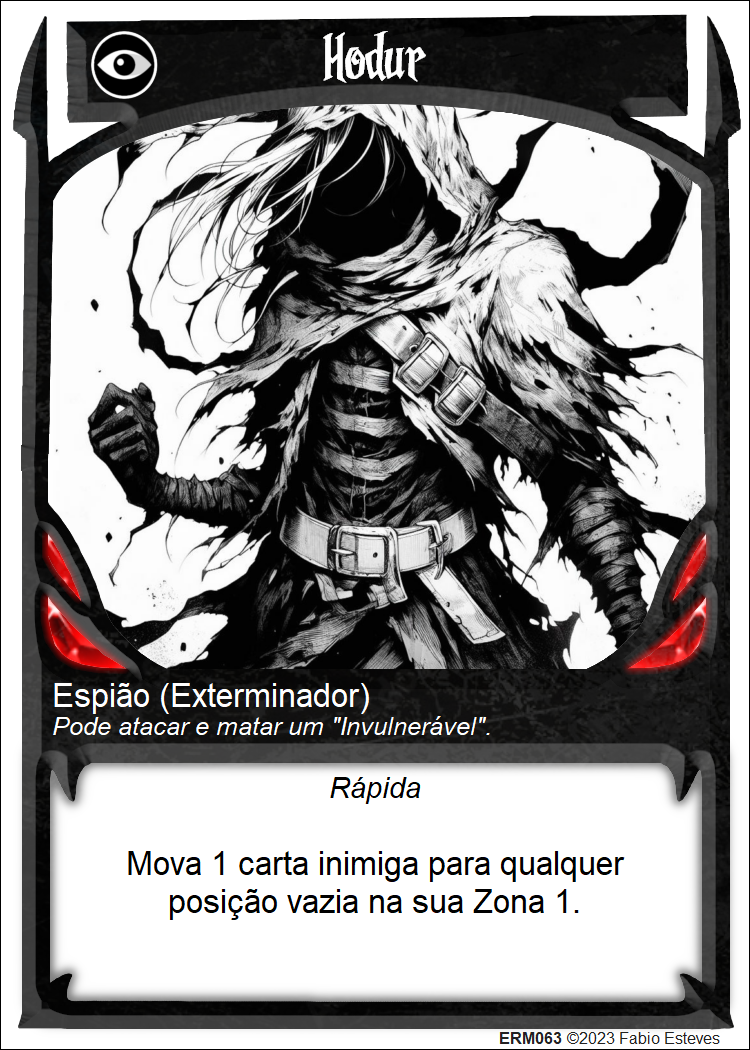 Hodur
Espião (Exterminador)
Pode atacar e matar um "Invulnerável".
Rápida
Mova 1 carta inimiga para qualquer
posição vazia na sua Zona 1.
ERM063 ©2023 Fabio Esteves